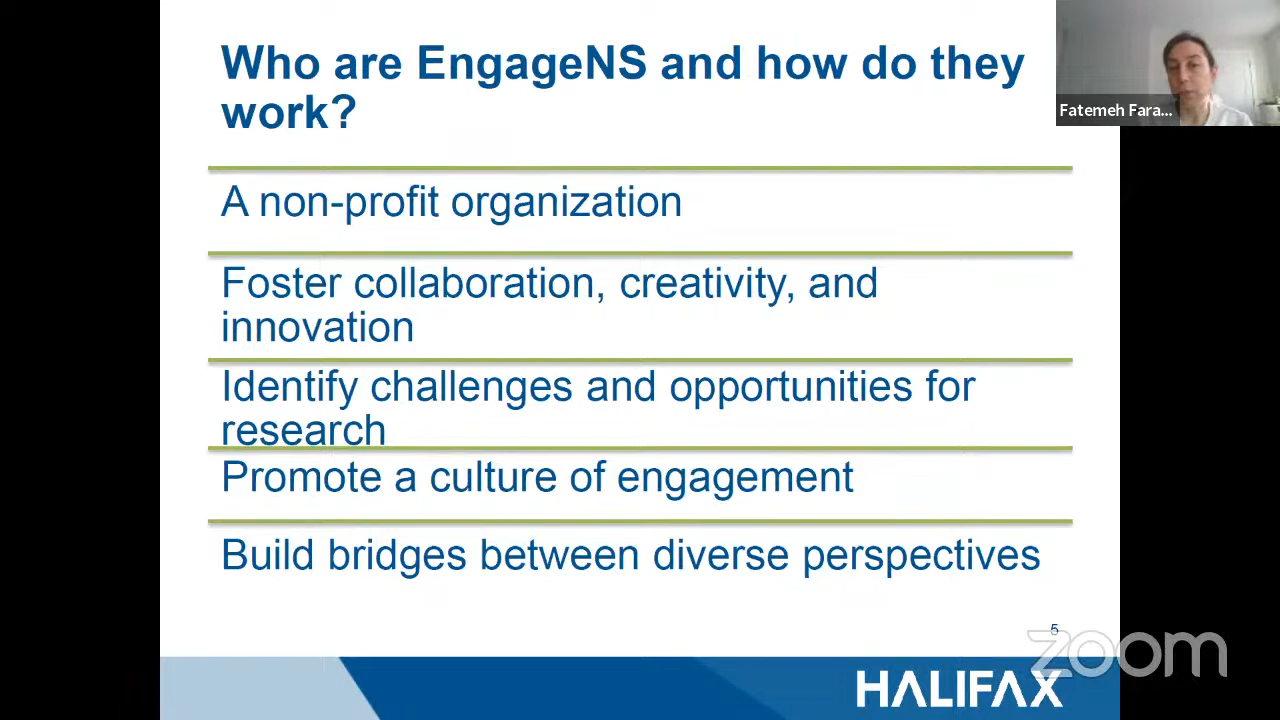 Who are EngageNS and how do they
work?
Fatemeh Fara...
A non-profit organization
Foster collaboration, creativity, and
innovation
Identify challenges and opportunities for
research
Promote a culture of engagement
Build bridges between diverse perspectives
5
zoom
HALIFAX